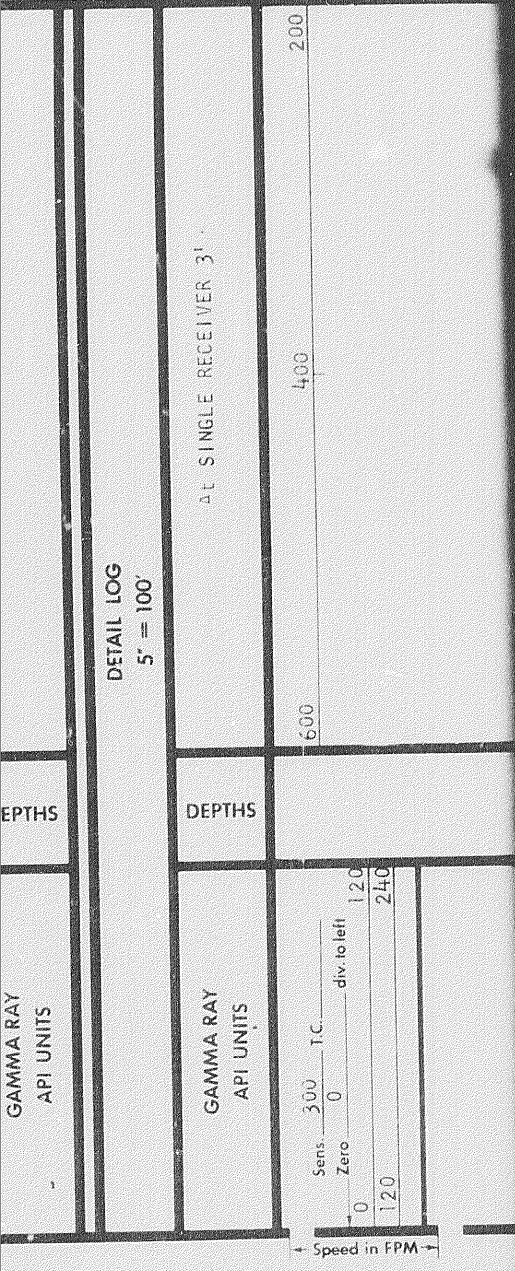 GAMMA RAY
API UNITS
EPTHS
DETAIL LOG
5" = 100'
GAMMA RAY
API UNITS
DEPTHS
Δt SINGLE RECEIVER 3'
Sens. 300 T.C.
Zero 0 div. to left
0 120
120 240
600 400 200
Speed in FPM